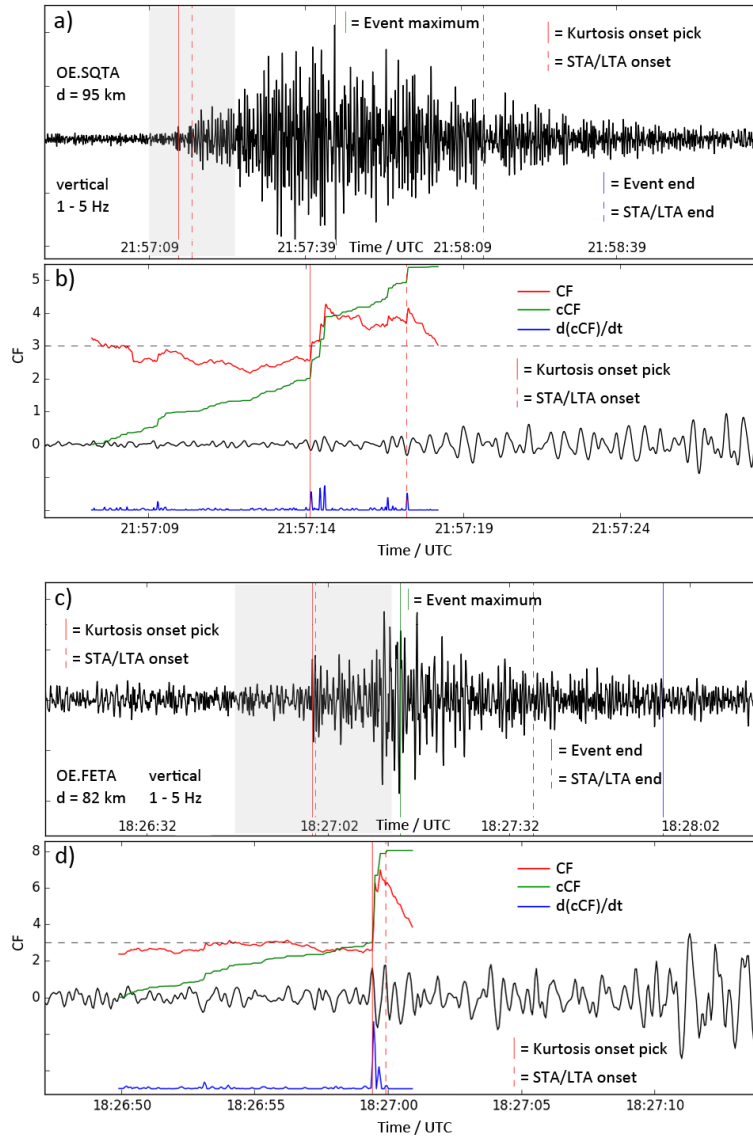 a)
= Event maximum
= Kurtosis onset pick
= STA/LTA onset
OE.SQTA
d = 95 km
vertical
1 - 5 Hz
= Event end
= STA/LTA end
21:57:09 21:57:39 Time / UTC 21:58:09 21:58:39
b)
5
4
3
2
1
0
CF
CF
cCF
d(cCF)/dt
= Kurtosis onset pick
= STA/LTA onset
21:57:09 21:57:14 21:57:19 21:57:24
Time / UTC
c)
= Event maximum
= Kurtosis onset pick
= STA/LTA onset
OE.FETA vertical
d = 82 km 1 - 5 Hz
= Event end
= STA/LTA end
18:26:32 18:27:02 Time / UTC 18:27:32 18:28:02
d)
8
6
4
2
0
CF
CF
cCF
d(cCF)/dt
= Kurtosis onset pick
= STA/LTA onset
18:26:50 18:26:55 18:27:00 18:27:05 18:27:10
Time / UTC